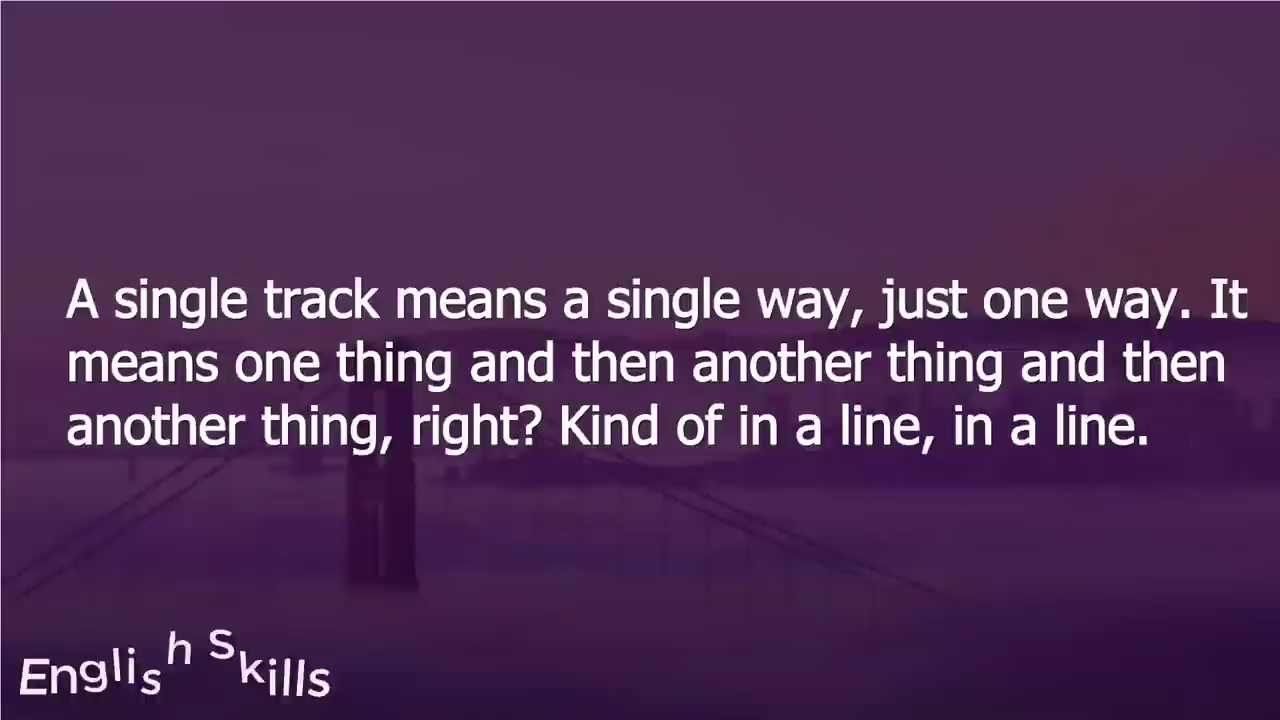 A single track means a single way, just one way. It
means one thing and then another thing and then
another thing, right? Kind of in a line, in a line.
English Skills